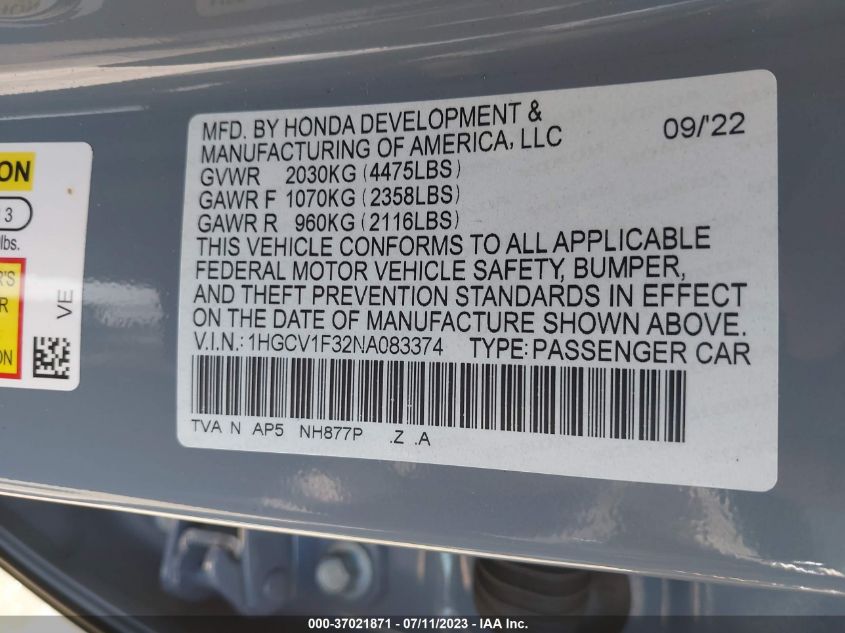 MFD. BY HONDA DEVELOPMENT &
MANUFACTURING OF AMERICA, LLC
09/'22
GVWR 2030KG (4475LBS)
GAWR F 1070KG (2358LBS)
GAWR R 960KG (2116LBS)
THIS VEHICLE CONFORMS TO ALL APPLICABLE
FEDERAL MOTOR VEHICLE SAFETY, BUMPER,
AND THEFT PREVENTION STANDARDS IN EFFECT
ON THE DATE OF MANUFACTURE SHOWN ABOVE.
V.I.N.: 1HGCV1F32NA083374 TYPE: PASSENGER CAR
TVA N AP5 NH877P .Z .A
ON
13
lbs.
R'S
R
ON
VE
000-37021871 - 07/11/2023 - IAA Inc.